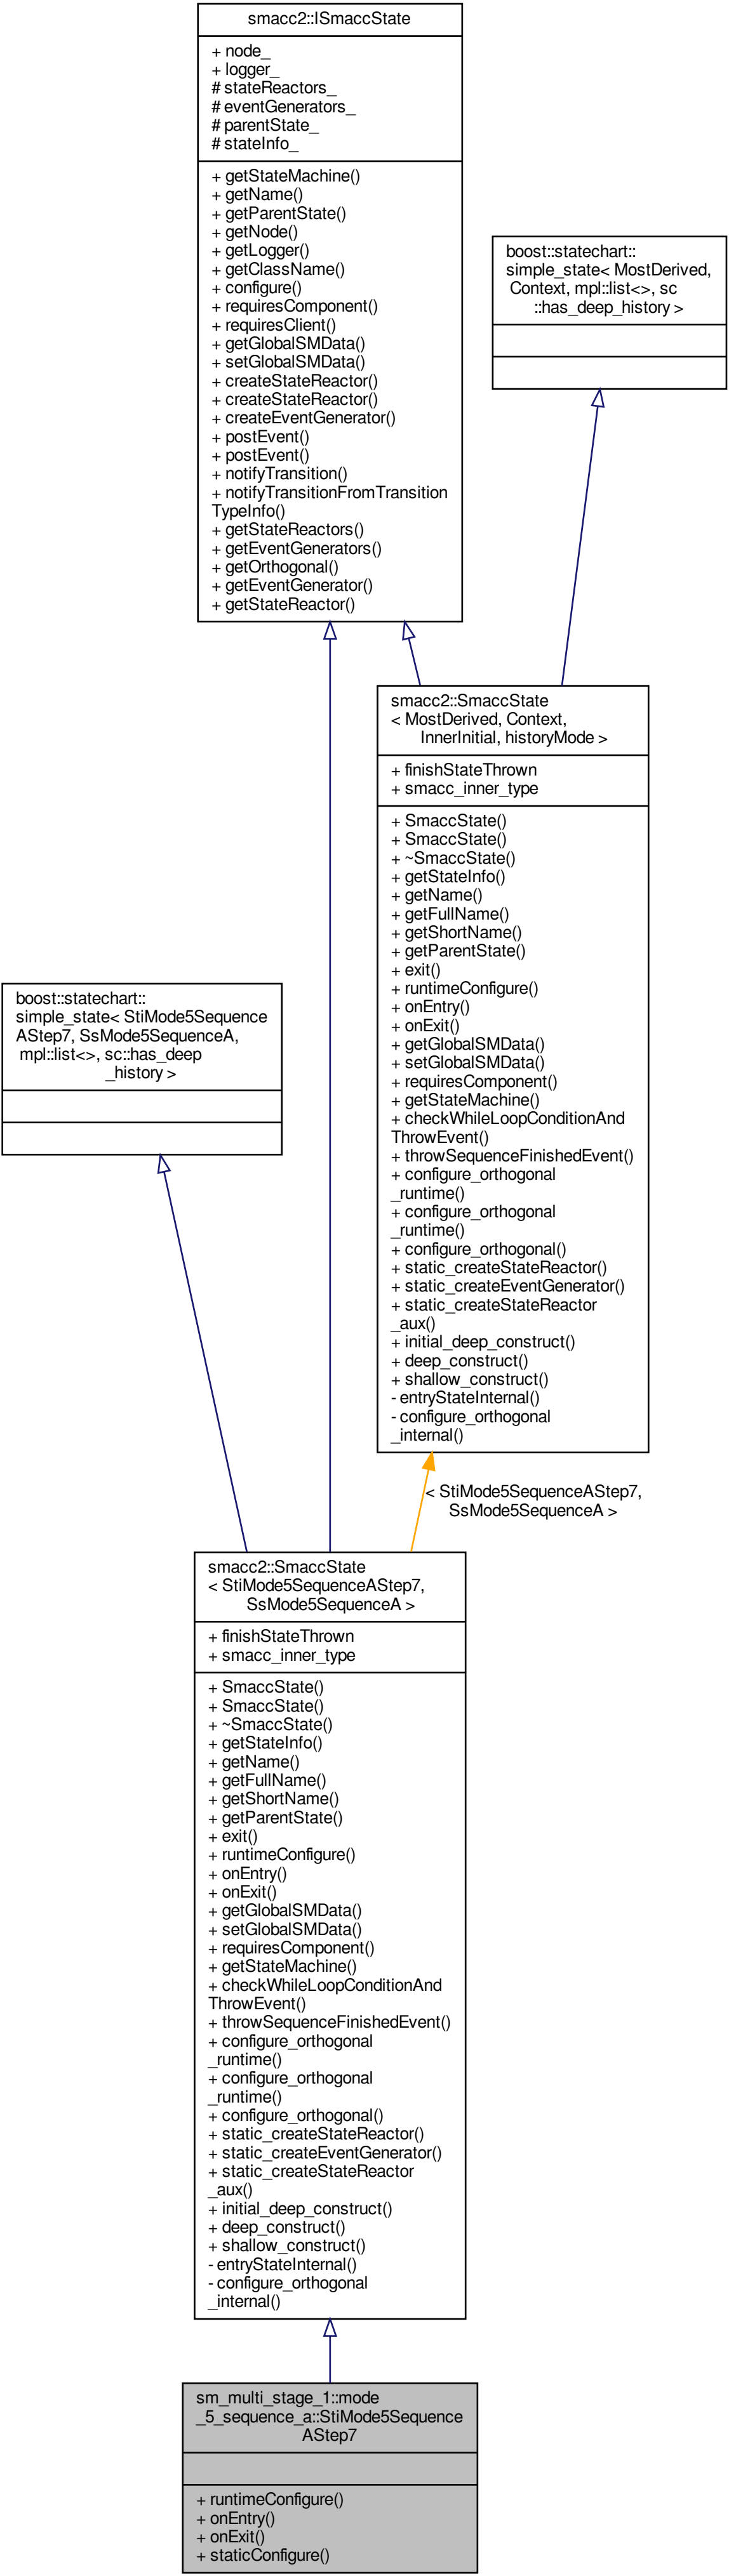 smacc2::ISmaccState
+ node_
+ logger_
# stateReactors_
# eventGenerators_
# parentState_
# stateInfo_
+ getStateMachine()
+ getName()
+ getParentState()
+ getNode()
+ getLogger()
+ getClassName()
+ configure()
+ requiresComponent()
+ requiresClient()
+ getGlobalSMData()
+ setGlobalSMData()
+ createStateReactor()
+ createStateReactor()
+ createEventGenerator()
+ postEvent()
+ postEvent()
+ notifyTransition()
+ notifyTransitionFromTransition
TypeInfo()
+ getStateReactors()
+ getEventGenerators()
+ getOrthogonal()
+ getEventGenerator()
+ getStateReactor()
boost::statechart::
simple_state< MostDerived,
Context, mpl::list<>, sc
::has_deep_history >
smacc2::SmaccState
< MostDerived, Context,
InnerInitial, historyMode >
+ finishStateThrown
+ smacc_inner_type
+ SmaccState()
+ SmaccState()
+ ~SmaccState()
+ getStateInfo()
+ getName()
+ getFullName()
+ getShortName()
+ getParentState()
+ exit()
+ runtimeConfigure()
+ onEntry()
+ onExit()
+ getGlobalSMData()
+ setGlobalSMData()
+ requiresComponent()
+ getStateMachine()
+ checkWhileLoopConditionAnd
ThrowEvent()
+ throwSequenceFinishedEvent()
+ configure_orthogonal
_runtime()
+ configure_orthogonal
_runtime()
+ configure_orthogonal()
+ static_createStateReactor()
+ static_createEventGenerator()
+ static_createStateReactor
_aux()
+ initial_deep_construct()
+ deep_construct()
+ shallow_construct()
- entryStateInternal()
- configure_orthogonal
_internal()
boost::statechart::
simple_state< StiMode5Sequence
AStep7, SsMode5SequenceA,
mpl::list<>, sc::has_deep
_history >
< StiMode5SequenceAStep7,
SsMode5SequenceA >
smacc2::SmaccState
< StiMode5SequenceAStep7,
SsMode5SequenceA >
+ finishStateThrown
+ smacc_inner_type
+ SmaccState()
+ SmaccState()
+ ~SmaccState()
+ getStateInfo()
+ getName()
+ getFullName()
+ getShortName()
+ getParentState()
+ exit()
+ runtimeConfigure()
+ onEntry()
+ onExit()
+ getGlobalSMData()
+ setGlobalSMData()
+ requiresComponent()
+ getStateMachine()
+ checkWhileLoopConditionAnd
ThrowEvent()
+ throwSequenceFinishedEvent()
+ configure_orthogonal
_runtime()
+ configure_orthogonal
_runtime()
+ configure_orthogonal()
+ static_createStateReactor()
+ static_createEventGenerator()
+ static_createStateReactor
_aux()
+ initial_deep_construct()
+ deep_construct()
+ shallow_construct()
- entryStateInternal()
- configure_orthogonal
_internal()
sm_multi_stage_1::mode
_5_sequence_a::StiMode5Sequence
AStep7
+ runtimeConfigure()
+ onEntry()
+ onExit()
+ staticConfigure()